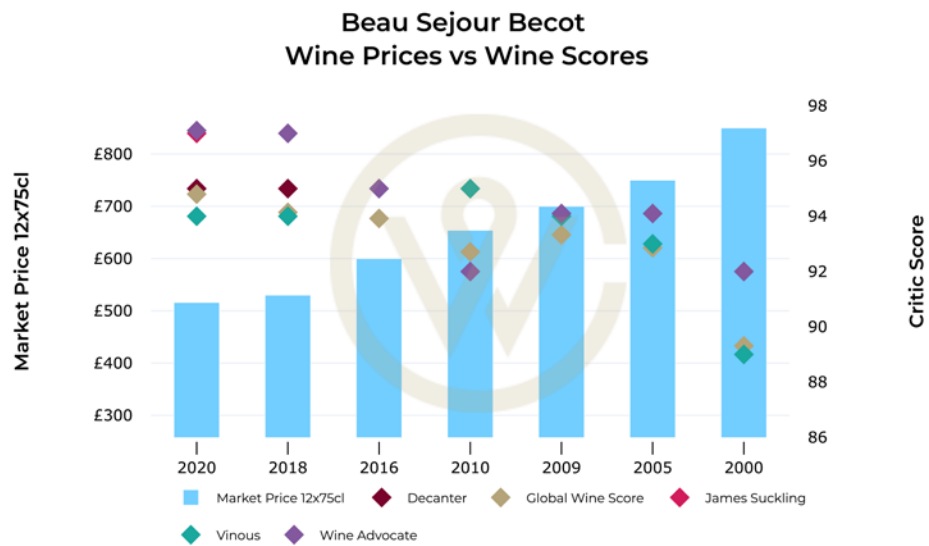 Beau Sejour Becot
Wine Prices vs Wine Scores
Market Price 12x75cl
£800
£700
£600
£500
£400
£300
98
96
94
92
90
88
86
Critic Score
2020 2018 2016 2010 2009 2005 2000
Market Price 12x75cl Decanter Global Wine Score James Suckling
Vinous Wine Advocate